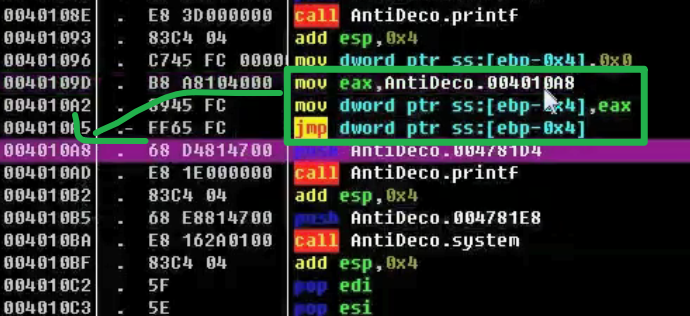 0040108E . E8 3D000000 call AntiDeco.printf
00401093 . 83C4 04 add esp,0x4
00401096 . C745 FC 0000 mov dword ptr ss:[ebp-0x4],0x0
0040109D . B8 A8104000 mov eax,AntiDeco.004010A8
004010A2 . 8945 FC mov dword ptr ss:[ebp-0x4],eax
004010A5 .- FF65 FC jmp dword ptr ss:[ebp-0x4]
004010A8 . 68 D4814700 push AntiDeco.004781D4
004010AD . E8 1E000000 call AntiDeco.printf
004010B2 . 83C4 04 add esp,0x4
004010B5 . 68 E8814700 push AntiDeco.004781E8
004010BA . E8 162A0100 call AntiDeco.system
004010BF . 83C4 04 add esp,0x4
004010C2 . 5F pop edi
004010C3 . 5E pop esi